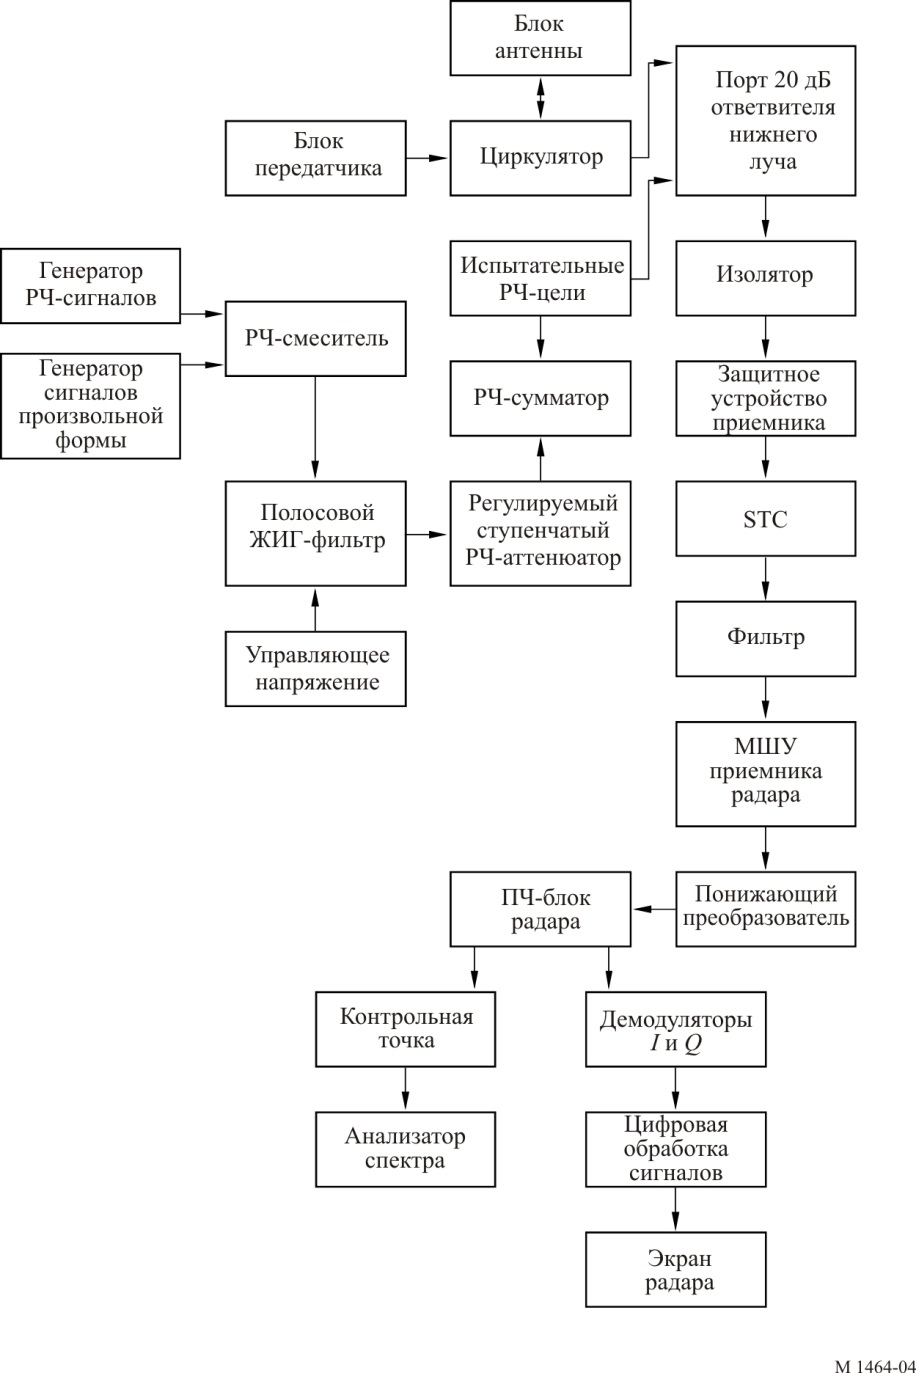 Блок
антенны
Порт 20 дБ
ответвителя
нижнего
луча
Блок
передатчика
Циркулятор
Генератор
РЧ-сигналов
Испытательные
РЧ-цели
Изолятор
РЧ-смеситель
Генератор
сигналов
произвольной
формы
РЧ-сумматор
Защитное
устройство
приемника
Полосовой
ЖИГ-фильтр
Регулируемый
ступенчатый
РЧ-аттенюатор
STC
Управляющее
напряжение
Фильтр
МШУ
приемника
радара
ПЧ-блок
радара
Понижающий
преобразователь
Контрольная
точка
Демодуляторы
I и Q
Анализатор
спектра
Цифровая
обработка
сигналов
Экран
радара
M 1464-04